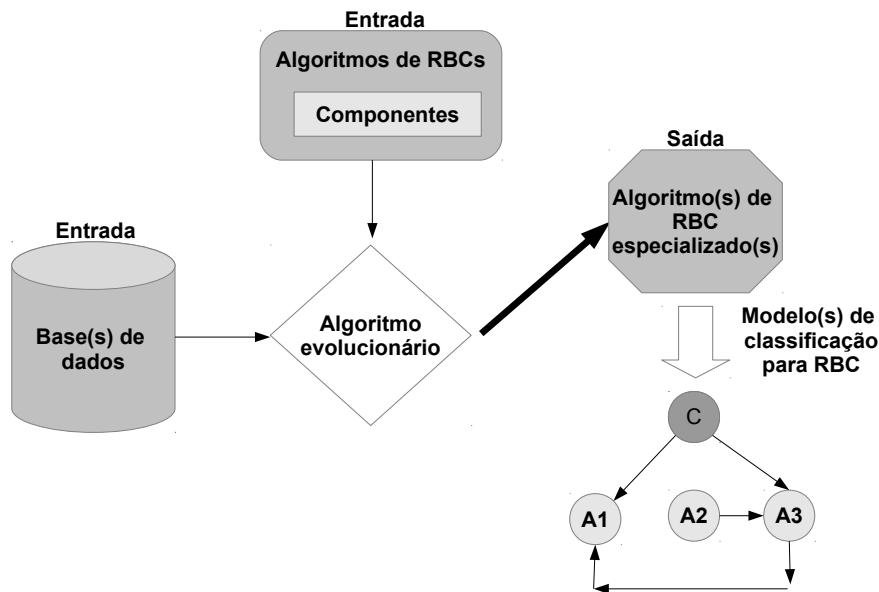 Entrada
Algoritmos de RBCs
Componentes
Entrada
Base(s) de
dados
Algoritmo
evolucionário
Saída
Algoritmo(s) de
RBC
especializado(s)
Modelo(s) de
classificação
para RBC
C
A1
A2
A3